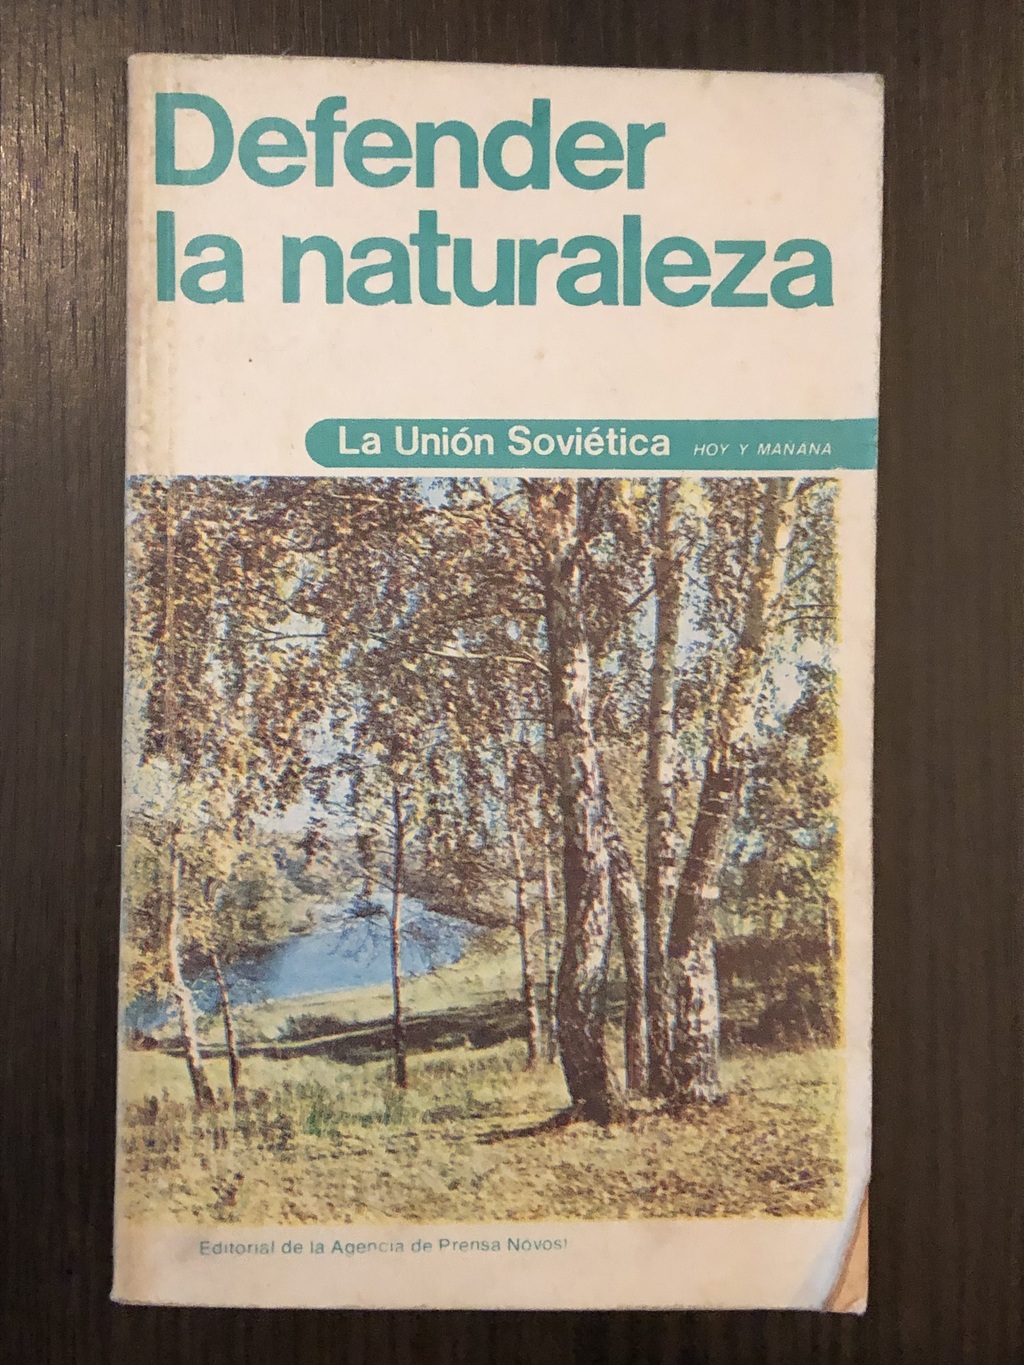 Defender
la naturaleza
La Unión Soviética HOY Y MAÑANA
Editorial de la Agencia de Prensa Nóvosti